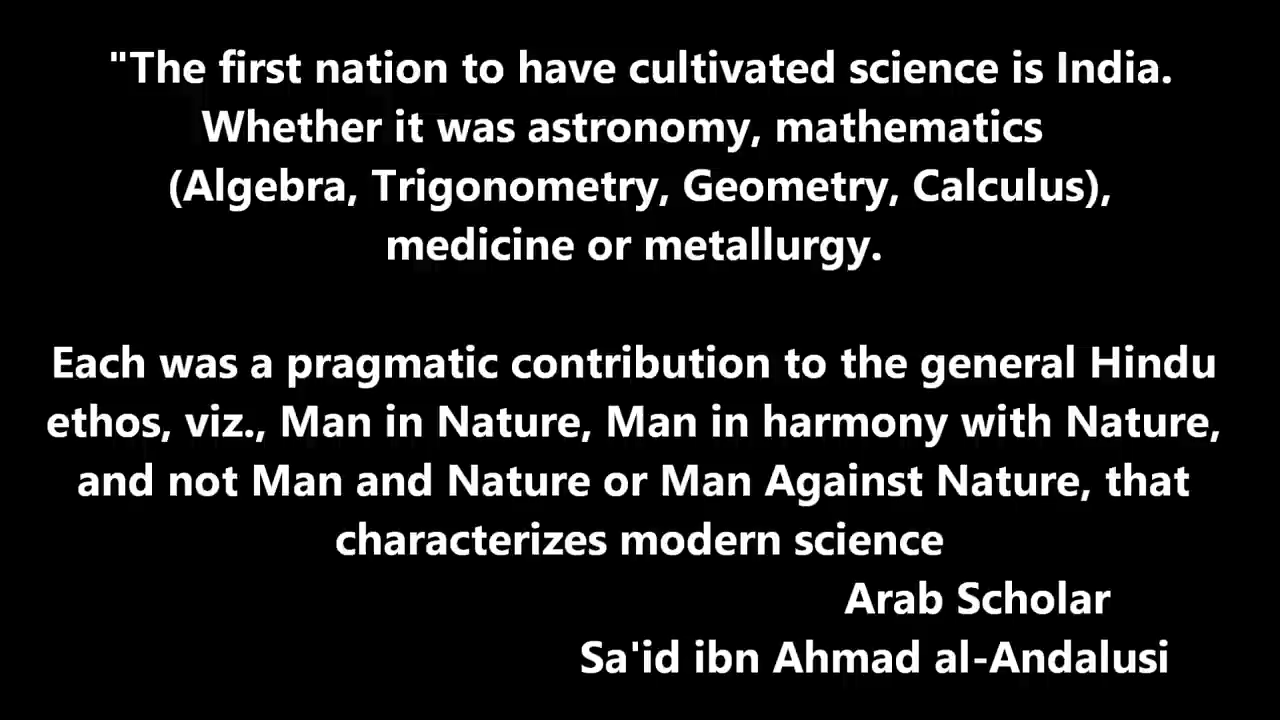 "The first nation to have cultivated science is India.
Whether it was astronomy, mathematics
(Algebra, Trigonometry, Geometry, Calculus),
medicine or metallurgy.
Each was a pragmatic contribution to the general Hindu
ethos, viz., Man in Nature, Man in harmony with Nature,
and not Man and Nature or Man Against Nature, that
characterizes modern science
Arab Scholar
Sa'id ibn Ahmad al-Andalusi